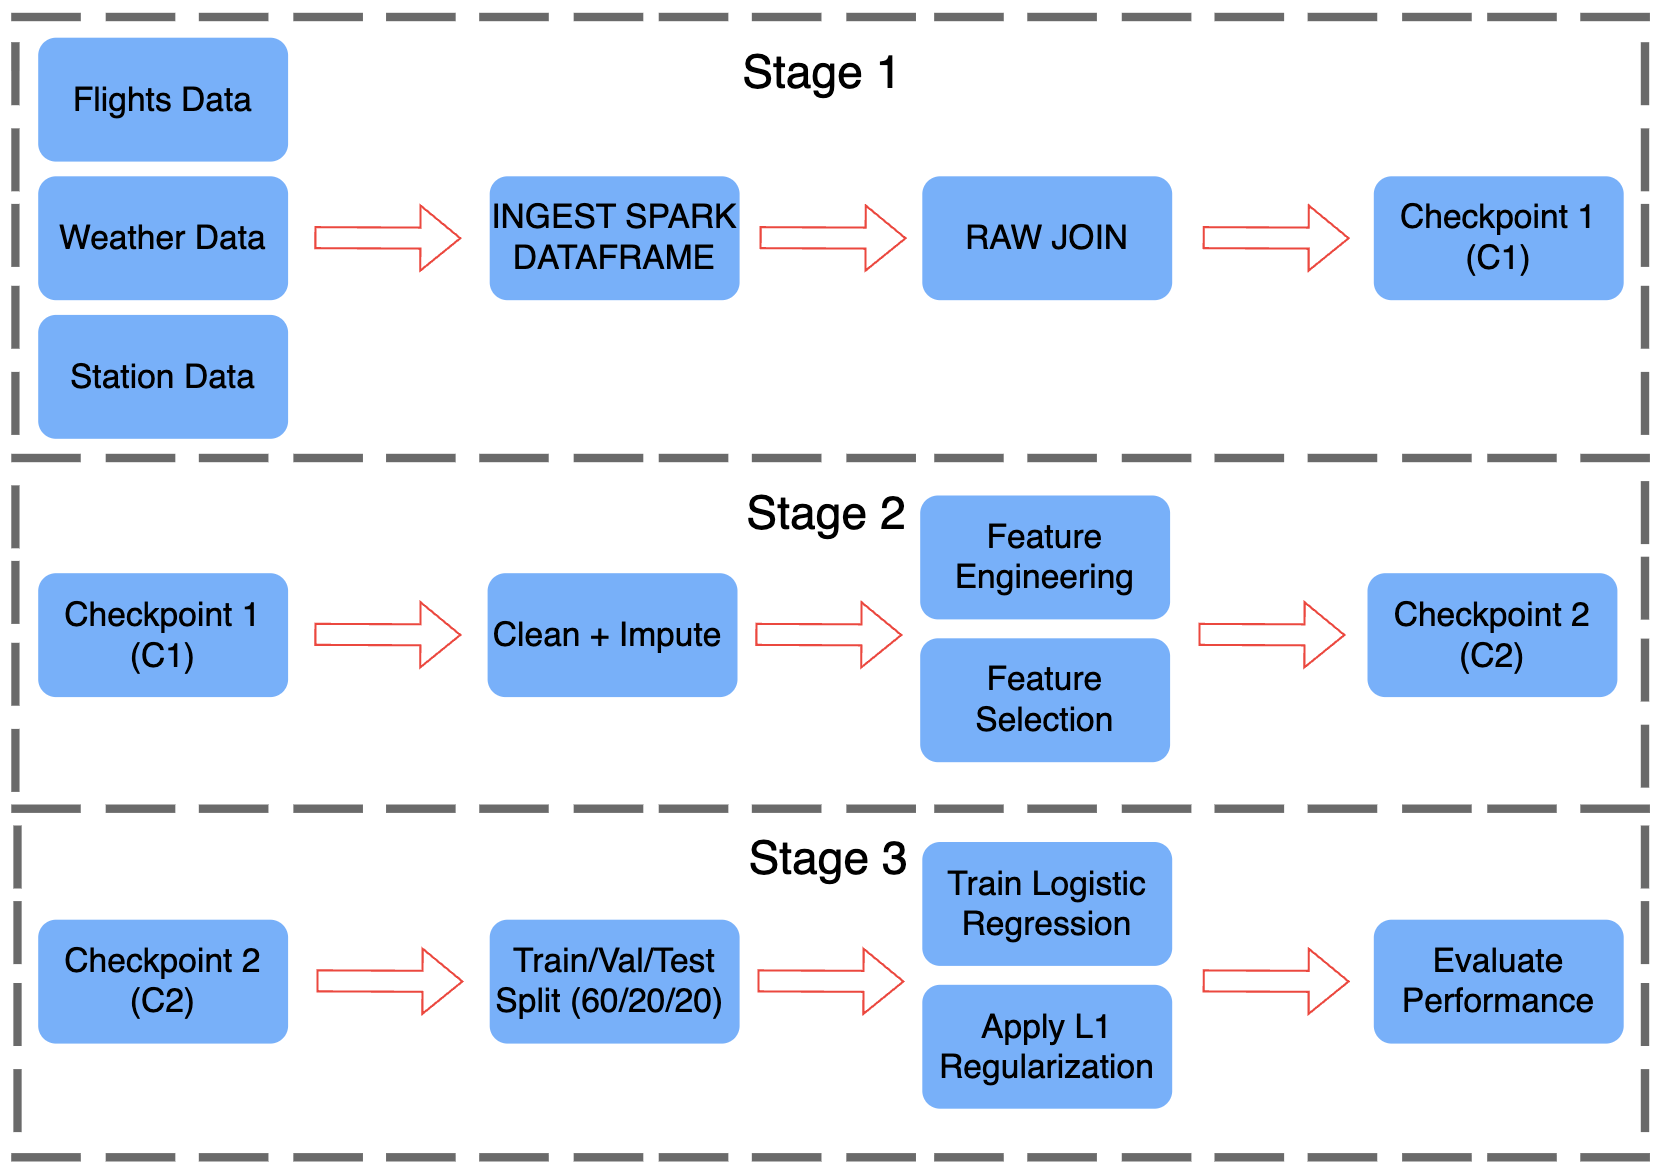 Stage 1
Flights Data
Weather Data
Station Data
INGEST SPARK
DATAFRAME
RAW JOIN
Checkpoint 1
(C1)
Stage 2
Checkpoint 1
(C1)
Clean + Impute
Feature
Engineering
Feature
Selection
Checkpoint 2
(C2)
Stage 3
Checkpoint 2
(C2)
Train/Val/Test
Split (60/20/20)
Train Logistic
Regression
Apply L1
Regularization
Evaluate
Performance